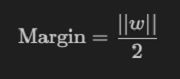 Margin = ||w|| / 2